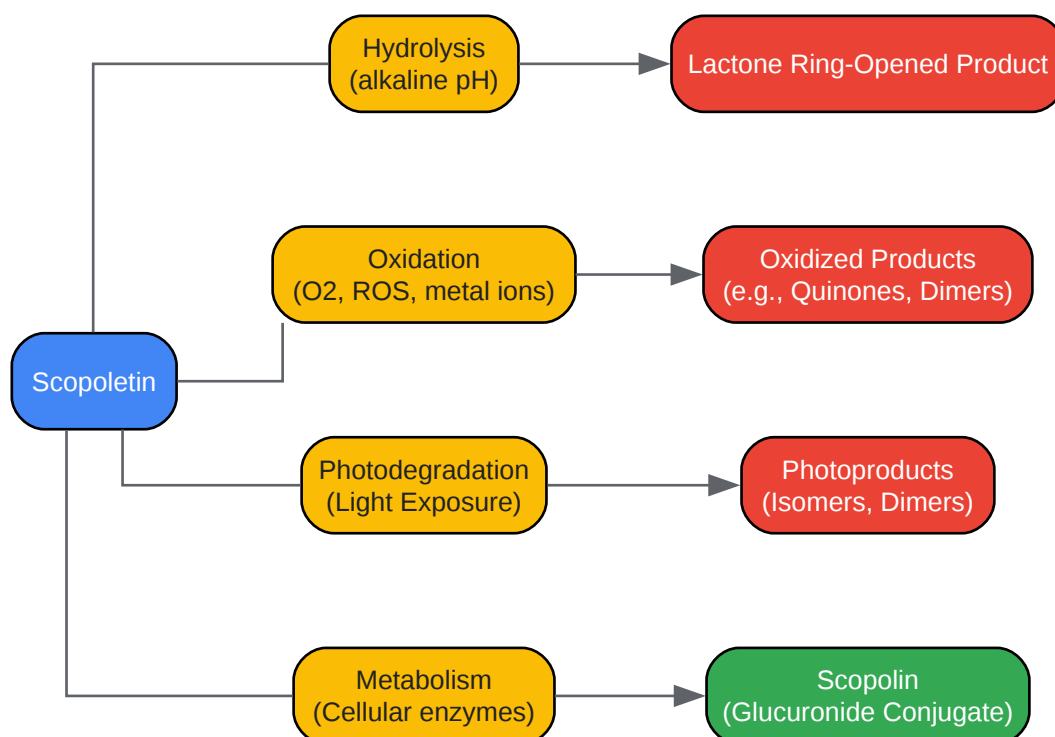 Hydrolysis
(alkaline pH)
Lactone Ring-Opened Product
Oxidation
(O2, ROS, metal ions)
Oxidized Products
(e.g., Quinones, Dimers)
Scopoletin
Photodegradation
(Light Exposure)
Photoproducts
(Isomers, Dimers)
Metabolism
(Cellular enzymes)
Scopolin
(Glucuronide Conjugate)